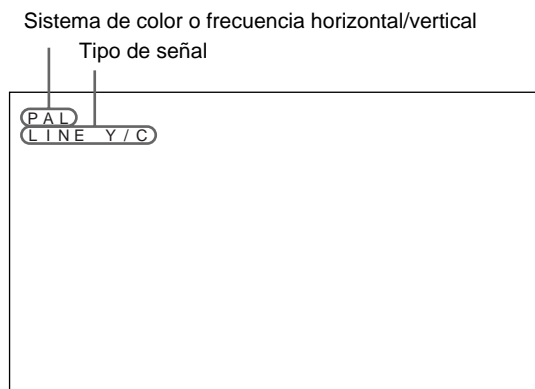 Sistema de color o frecuencia horizontal/vertical
Tipo de señal
PAL
LINE Y/C